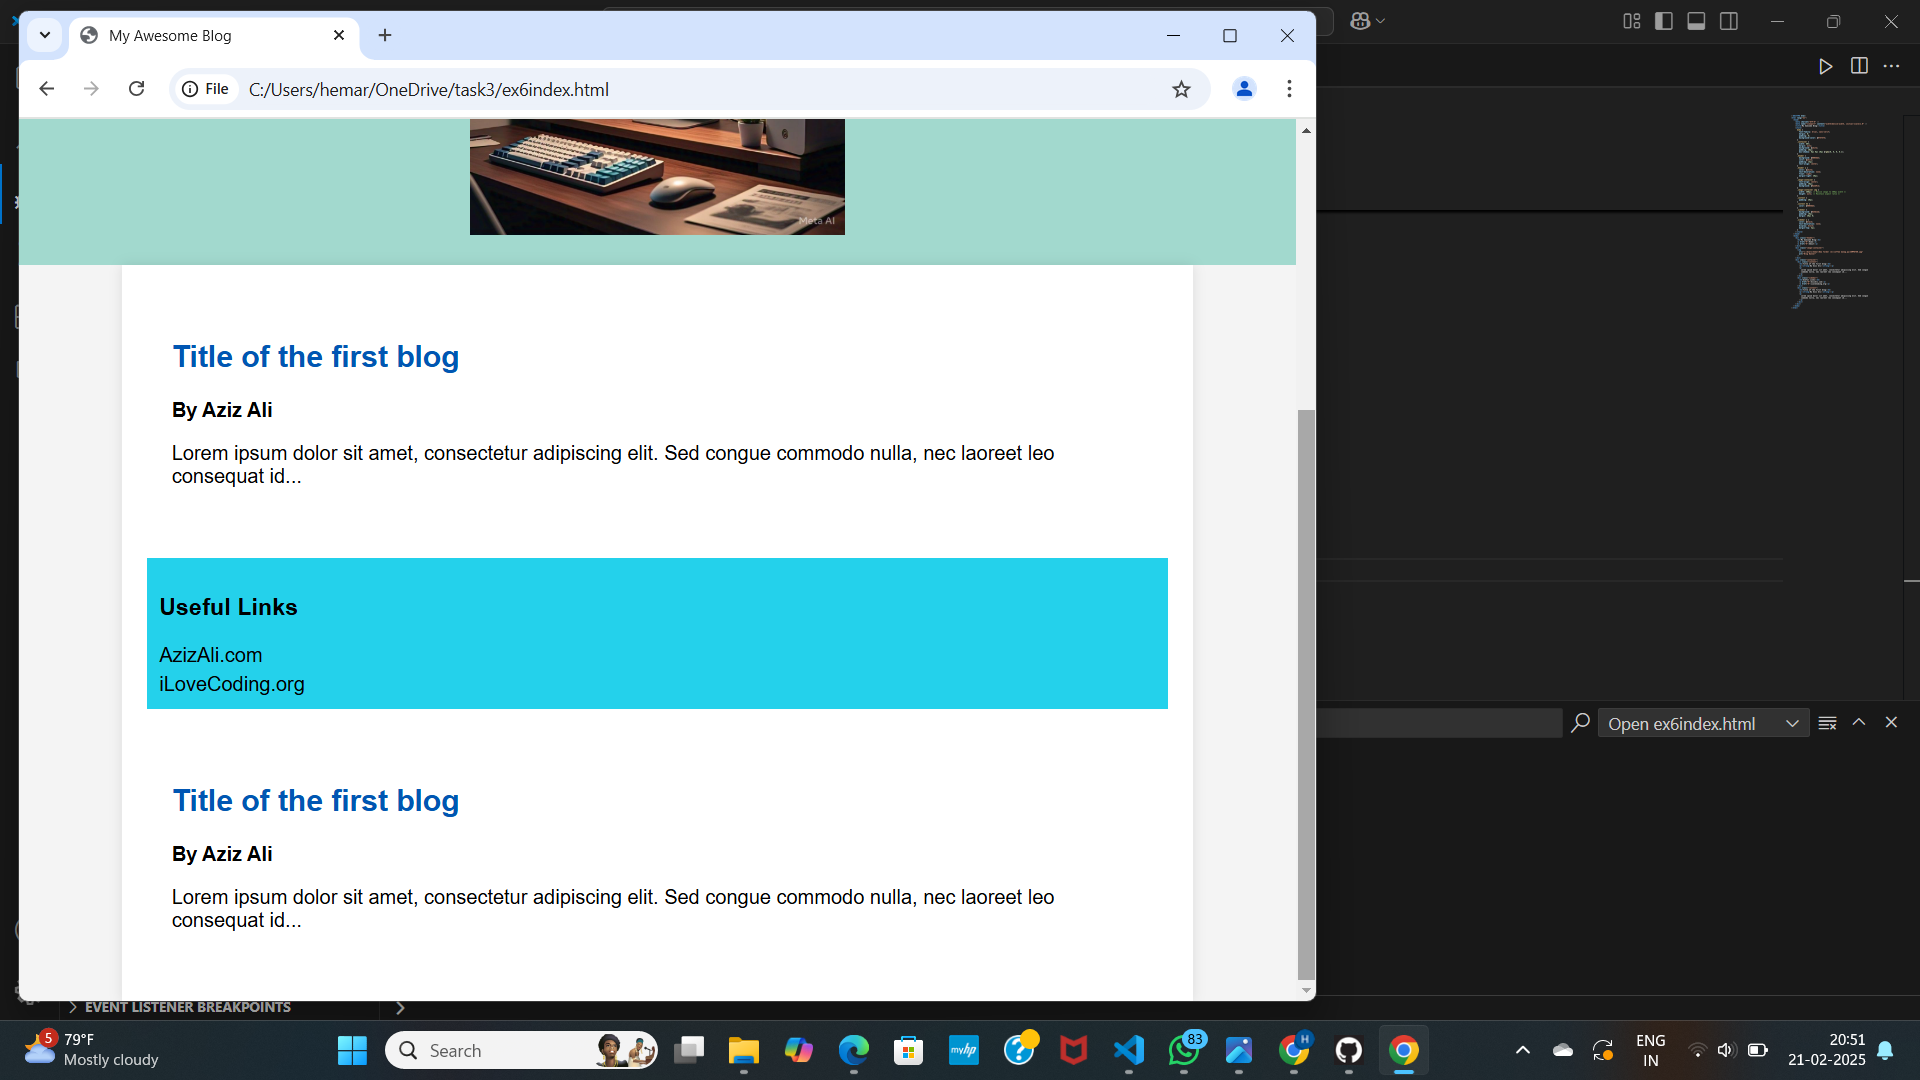 My Awesome Blog
File
C:/Users/hemar/OneDrive/task3/ex6index.html
Meta AI
Title of the first blog
By Aziz Ali
Lorem ipsum dolor sit amet, consectetur adipiscing elit. Sed congue commodo nulla, nec laoreet leo
consequat id...
Useful Links
AzizAli.com
iLoveCoding.org
Title of the first blog
By Aziz Ali
Lorem ipsum dolor sit amet, consectetur adipiscing elit. Sed congue commodo nulla, nec laoreet leo
consequat id...
Open ex6index.html
EVENT LISTENER BREAKPOINTS
5
79°F
Mostly cloudy
Search
myhp
83
H
ENG
IN
20:51
21-02-2025